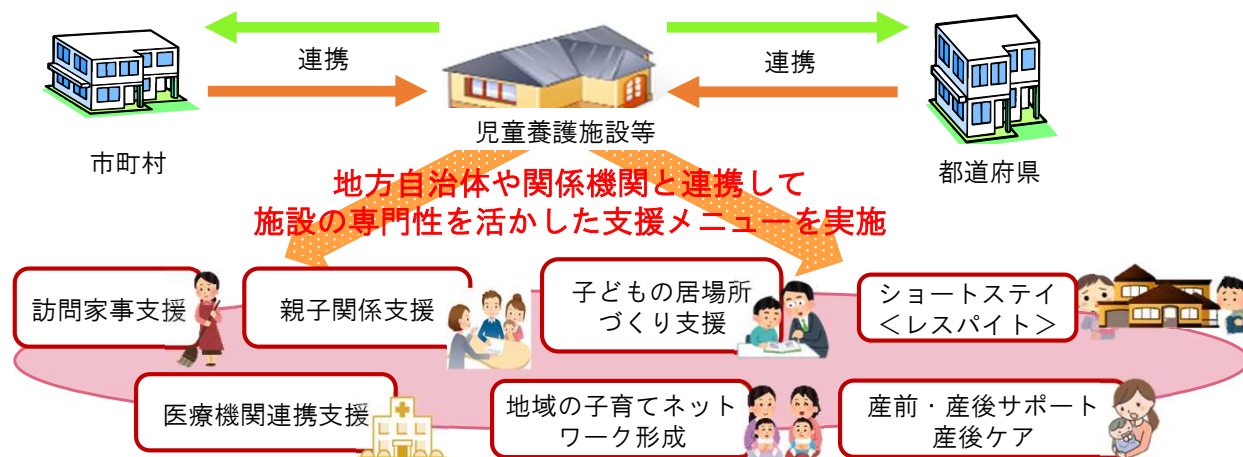 連携
連携
児童養護施設等
市町村
都道府県
地方自治体や関係機関と連携して
施設の専門性を活かした支援メニューを実施
訪問家事支援
親子関係支援
子どもの居場所
づくり支援
ショートステイ
＜レスパイト＞
医療機関連携支援
地域の子育てネット
ワーク形成
産前・産後サポート
産後ケア